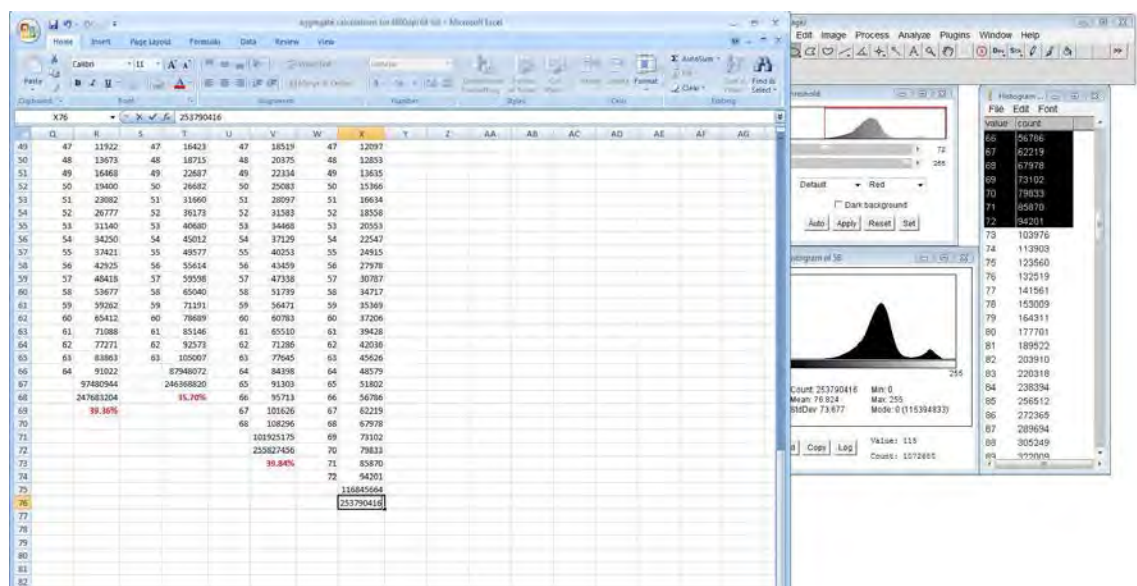 Aggregate calculations for
Microsoft Excel
Home Insert Page Layout Formulas Data Review View
Calibri 11
Paste
B I U
AutoSum
Format
Clear
Find &
Select
X76 253790416
Q R S T U V W X Y Z AA AB AC AD AE AF AG
49 47 11922 47 16423 47 18519 47 12097
50 48 13673 48 18715 48 20375 48 12853
51 49 16468 49 22687 49 22334 49 13635
52 50 19400 50 26682 50 25083 50 15366
53 51 23082 51 31660 51 28097 51 16634
54 52 26777 52 36173 52 31583 52 18558
55 53 31140 53 40680 53 34468 53 20553
56 54 34250 54 45012 54 37129 54 22547
57 55 37421 55 49577 55 40253 55 24915
58 56 42925 56 55614 56 43459 56 27978
59 57 48418 57 59598 57 47338 57 30787
60 58 53677 58 65040 58 51739 58 34717
61 59 59262 59 71191 59 56471 59 35369
62 60 65412 60 78689 60 60783 60 37206
63 61 71088 61 85146 61 65510 61 39428
64 62 77271 62 92573 62 71286 62 42036
65 63 83863 63 105007 63 77645 63 45626
66 64 91022 87948072 64 84398 64 48579
67 97480944 246368820 65 91303 65 51802
68 247683204 35.70% 66 95713 66 56786
69 39.36% 67 101626 67 62219
70 68 108296 68 67978
71 101925175 69 73102
72 255827456 70 79833
73 39.84% 71 85870
74 72 94201
75 116845664
76 253790416
77
78
79
80
81
82
Edit Image Process Analyze Plugins Window Help
72
255
Default Red
Dark background
Auto Apply Reset Set
255
Count: 253790416 Min: 0
Mean: 76.824 Max: 255
StdDev: 73.677 Mode: 0 (115394833)
Copy Log
Value: 115
Count: 1072865
Histogram
File Edit Font
value count
66 56786
67 62219
68 67978
69 73102
70 79833
71 85870
72 94201
73 103976
74 113903
75 123560
76 132519
77 141561
78 153009
79 164311
80 177701
81 189522
82 203910
83 220318
84 238394
85 256512
86 272365
87 289694
88 305249
89 322009